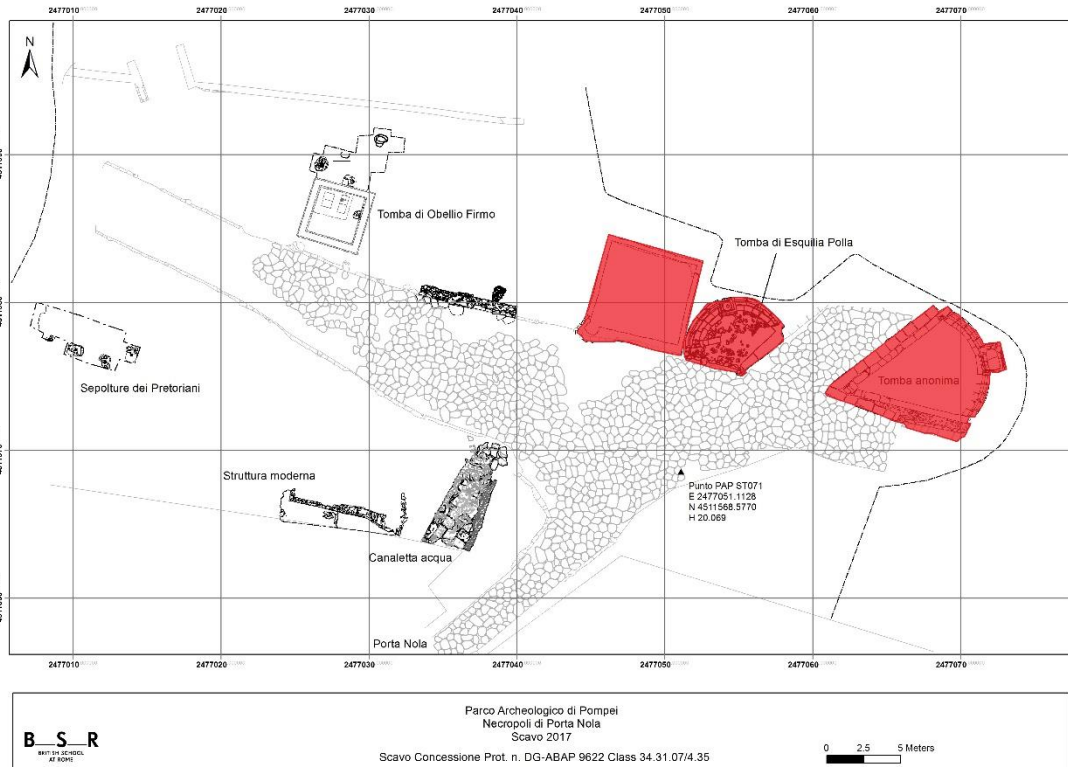 2477010 2477020 2477030 2477040 2477050 2477060 2477070
N
Tomba di Obellio Firmo
Tomba di Esquilia Polla
Tomba anonima
Sepolture dei Pretoriani
Struttura moderna
Punto PAP ST071
E 2477051.1128
N 4511568.5770
H 20.069
Canaletta acqua
Porta Nola
2477010 2477020 2477030 2477040 2477050 2477060 2477070
Parco Archeologico di Pompei
Necropoli di Porta Nola
Scavo 2017
Scavo Concessione Prot. n. DG-ABAP 9622 Class 34.31.07/4.35
B S R
BRITISH SCHOOL
AT ROME
0 2.5 5 Meters